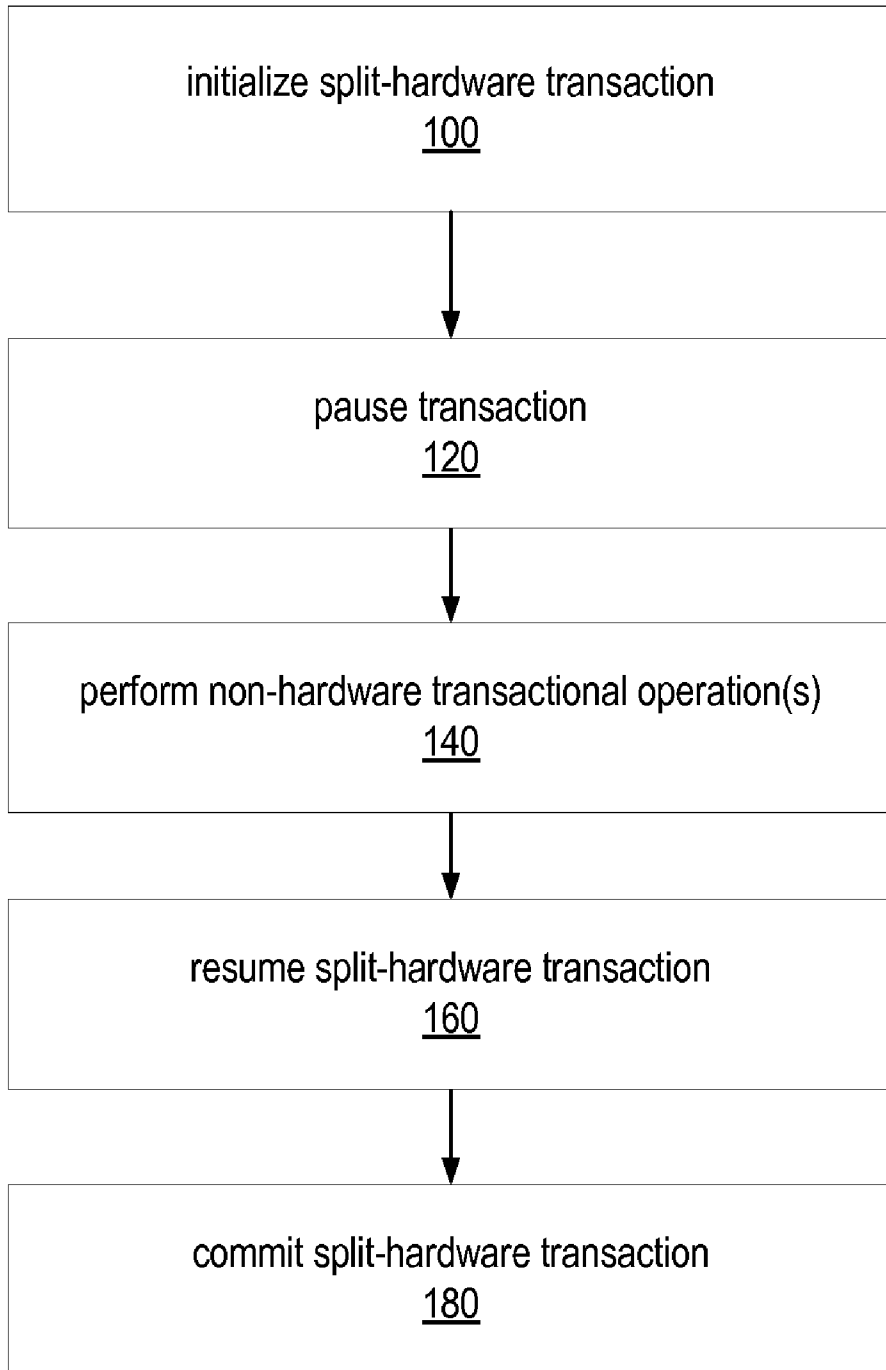 initialize split-hardware transaction
100
pause transaction
120
perform non-hardware transactional operation(s)
140
resume split-hardware transaction
160
commit split-hardware transaction
180